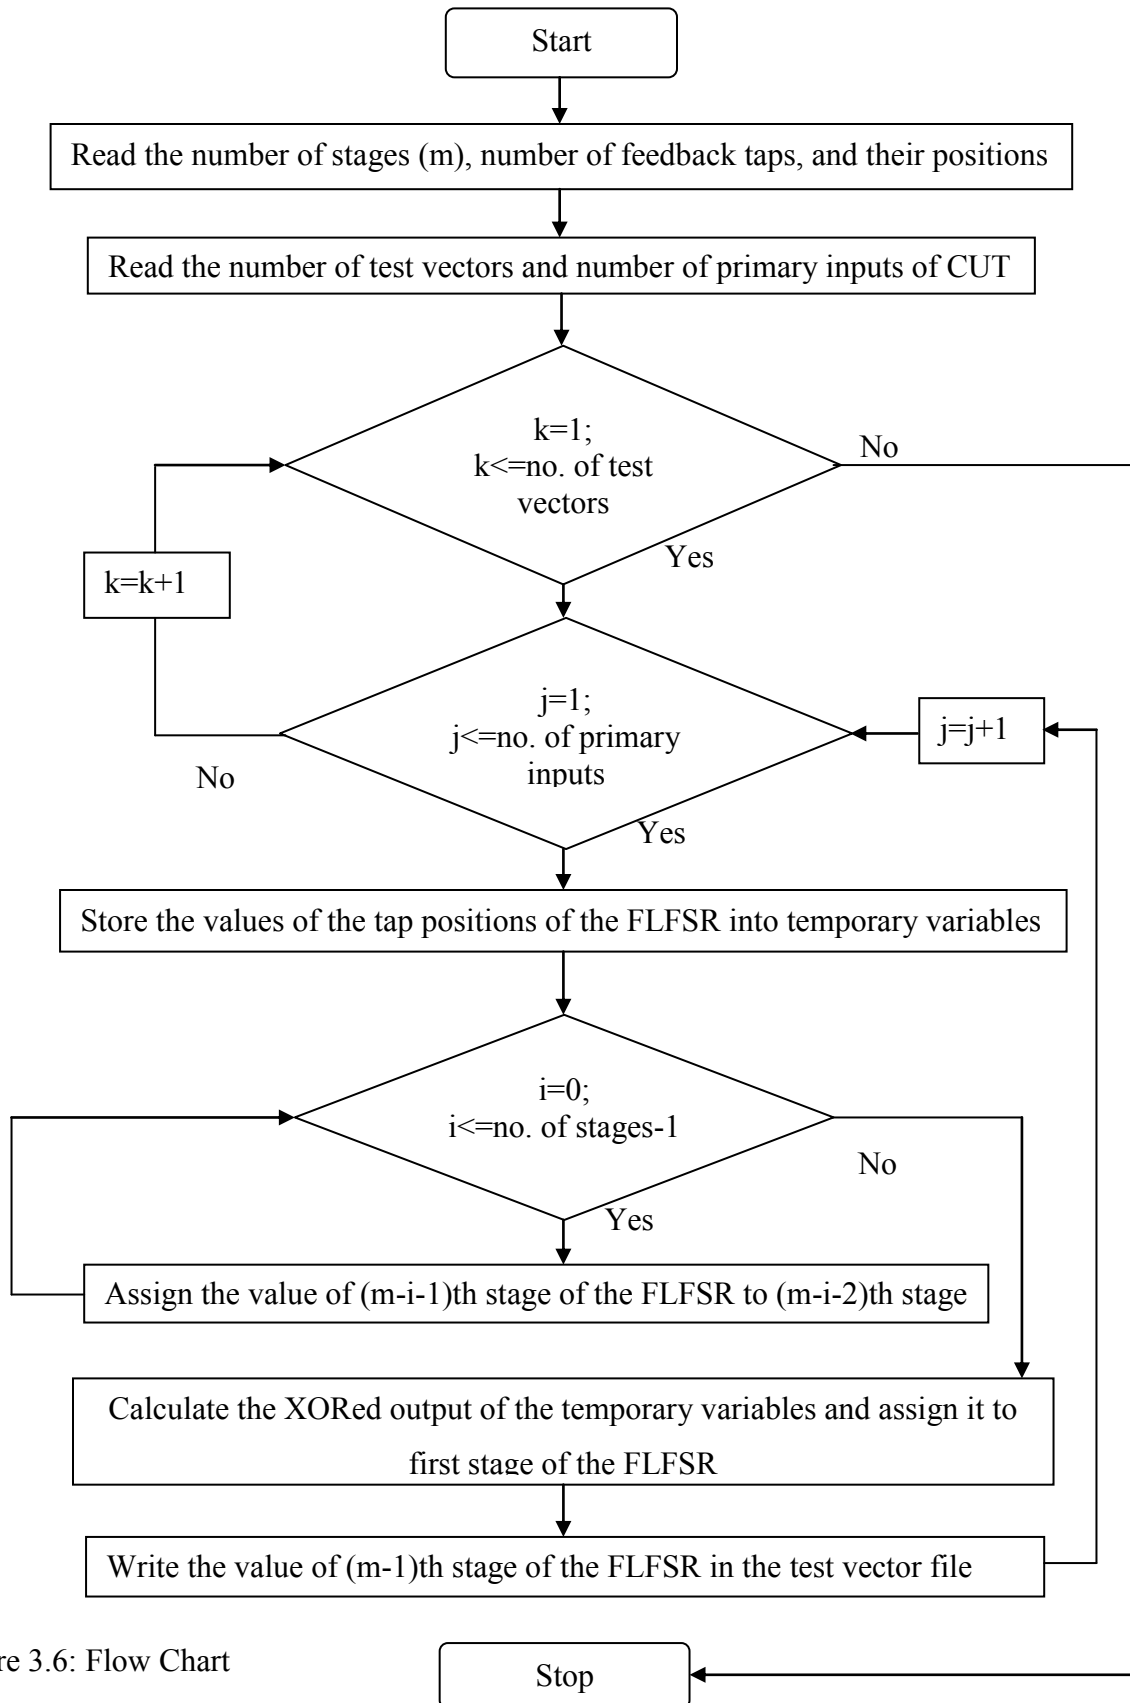 Start
Read the number of stages (m), number of feedback taps, and their positions
Read the number of test vectors and number of primary inputs of CUT
k=1;
k<=no. of test
vectors
No
Yes
k=k+1
j=1;
j<=no. of primary
inputs
j=j+1
No
Yes
Store the values of the tap positions of the FLFSR into temporary variables
i=0;
i<=no. of stages-1
No
Yes
Assign the value of (m-i-1)th stage of the FLFSR to (m-i-2)th stage
Calculate the XORed output of the temporary variables and assign it to
first stage of the FLFSR
Write the value of (m-1)th stage of the FLFSR in the test vector file
re 3.6: Flow Chart
Stop